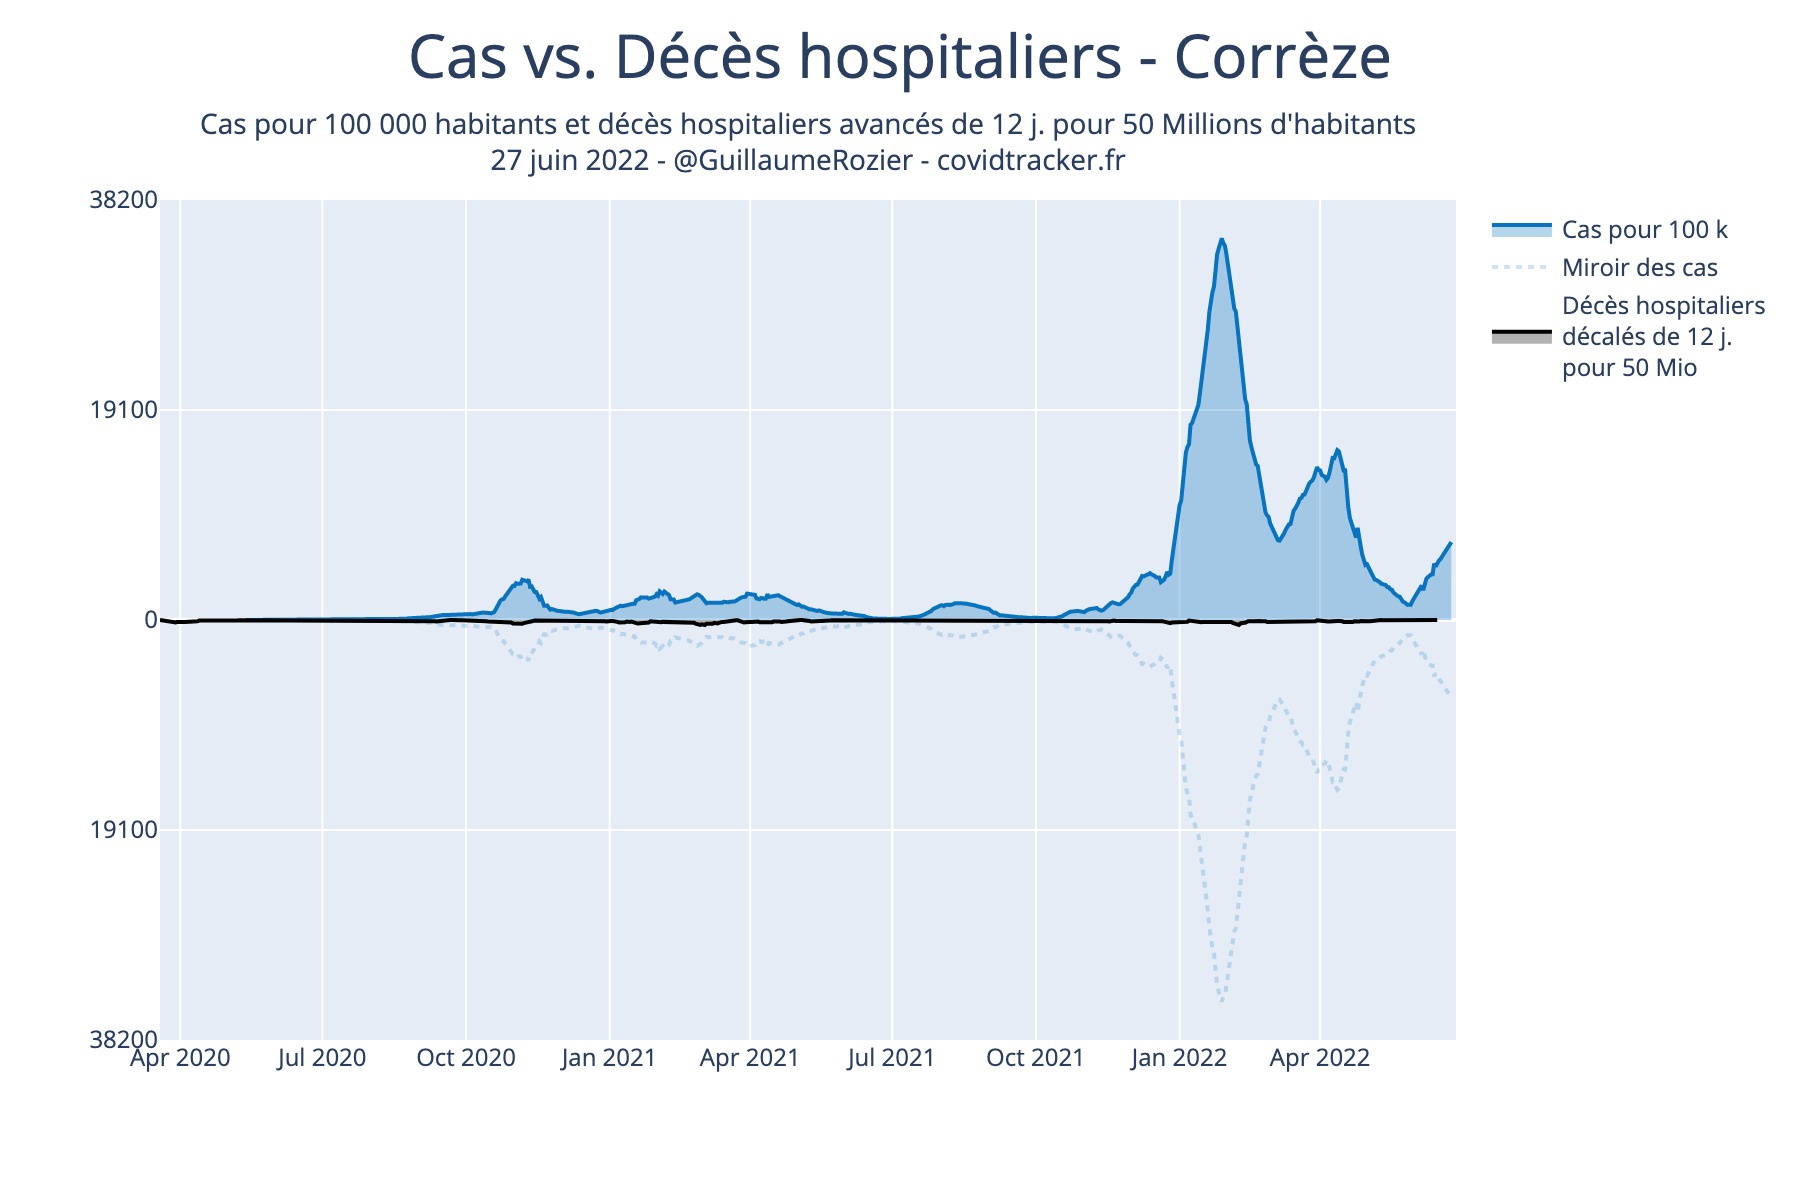 Cas vs. Décès hospitaliers - Corrèze
Cas pour 100 000 habitants et décès hospitaliers avancés de 12 j. pour 50 Millions d'habitants
27 juin 2022 - @GuillaumeRozier - covidtracker.fr
38200
19100
0
19100
38200
Apr 2020
Jul 2020
Oct 2020
Jan 2021
Apr 2021
Jul 2021
Oct 2021
Jan 2022
Apr 2022
Cas pour 100 k
Miroir des cas
Décès hospitaliers
décalés de 12 j.
pour 50 Mio